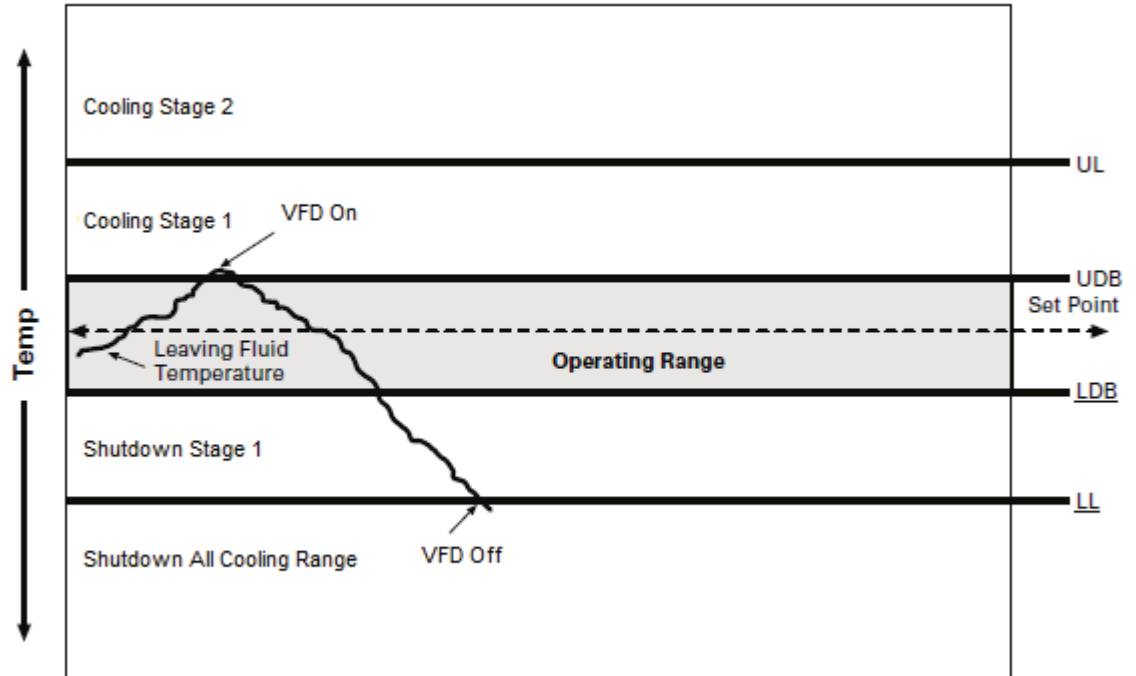 Cooling Stage 2
UL
Cooling Stage 1
VFD On
UDB
Set Point
Temp
Leaving Fluid
Temperature
Operating Range
LDB
Shutdown Stage 1
LL
Shutdown All Cooling Range
VFD Off